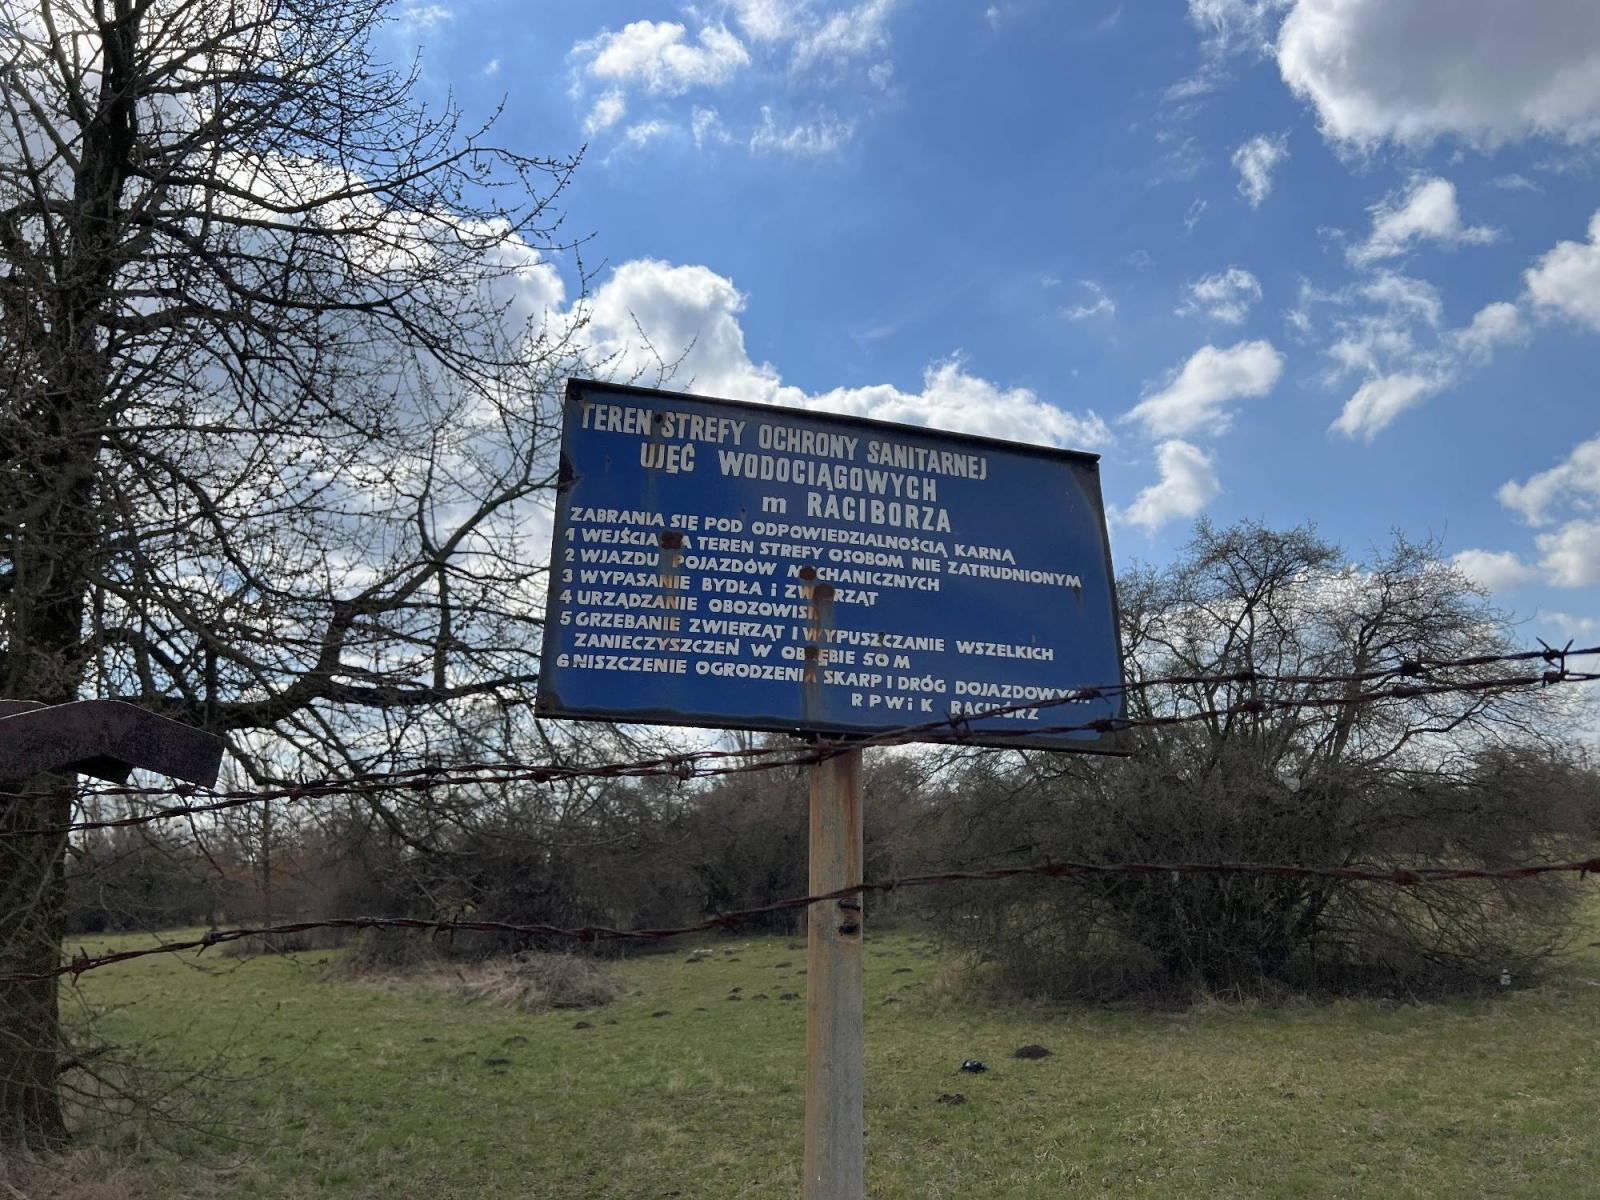 TEREN STREFY OCHRONY SANITARNEJ
UJĘĆ WODOCIĄGOWYCH
m RACIBORZA
ZABRANIA SIĘ POD ODPOWIEDZIALNOŚCIĄ KARNĄ
1 WEJŚCIA NA TEREN STREFY OSOBOM NIE ZATRUDNIONYM
2 WJAZDU POJAZDÓW MECHANICZNYCH
3 WYPASANIE BYDŁA i ZWIERZĄT
4 URZĄDZANIE OBOZOWISK
5 GRZEBANIE ZWIERZĄT I WYPUSZCZANIE WSZELKICH
ZANIECZYSZCZEŃ W OBRĘBIE 50 M
6 NISZCZENIE OGRODZENIA SKARP I DRÓG DOJAZDOWYCH
R P W i K RACIBÓRZ